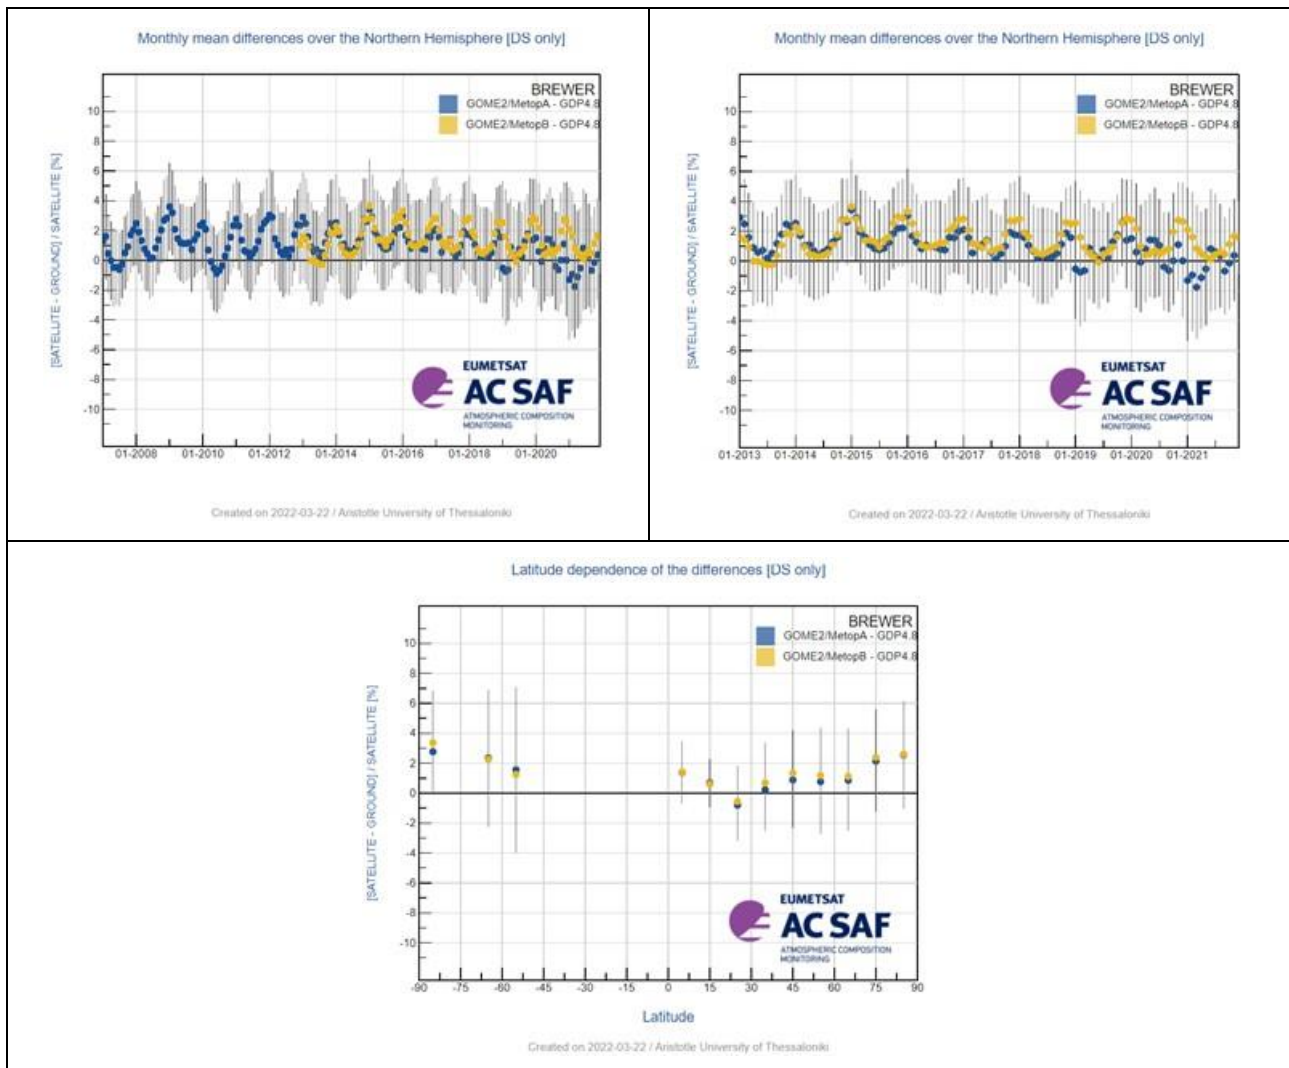 Monthly mean differences over the Northern Hemisphere [DS only]
BREWER
GOME2/MetopA - GDP4.8
GOME2/MetopB - GDP4.8
[SATELLITE - GROUND] / SATELLITE [%]
10
8
6
4
2
0
-2
-4
-6
-8
-10
EUMETSAT
AC SAF
ATMOSPHERIC COMPOSITION
MONITORING
01-2008 01-2010 01-2012 01-2014 01-2016 01-2018 01-2020
Created on 2022-03-22 / Aristotle University of Thessaloniki
Monthly mean differences over the Northern Hemisphere [DS only]
BREWER
GOME2/MetopA - GDP4.8
GOME2/MetopB - GDP4.8
[SATELLITE - GROUND] / SATELLITE [%]
10
8
6
4
2
0
-2
-4
-6
-8
-10
EUMETSAT
AC SAF
ATMOSPHERIC COMPOSITION
MONITORING
01-2013 01-2014 01-2015 01-2016 01-2017 01-2018 01-2019 01-2020 01-2021
Created on 2022-03-22 / Aristotle University of Thessaloniki
Latitude dependence of the differences [DS only]
BREWER
GOME2/MetopA - GDP4.8
GOME2/MetopB - GDP4.8
[SATELLITE - GROUND] / SATELLITE [%]
10
8
6
4
2
0
-2
-4
-6
-8
-10
EUMETSAT
AC SAF
ATMOSPHERIC COMPOSITION
MONITORING
-90 -75 -60 -45 -30 -15 0 15 30 45 60 75 90
Latitude
Created on 2022-03-22 / Aristotle University of Thessaloniki